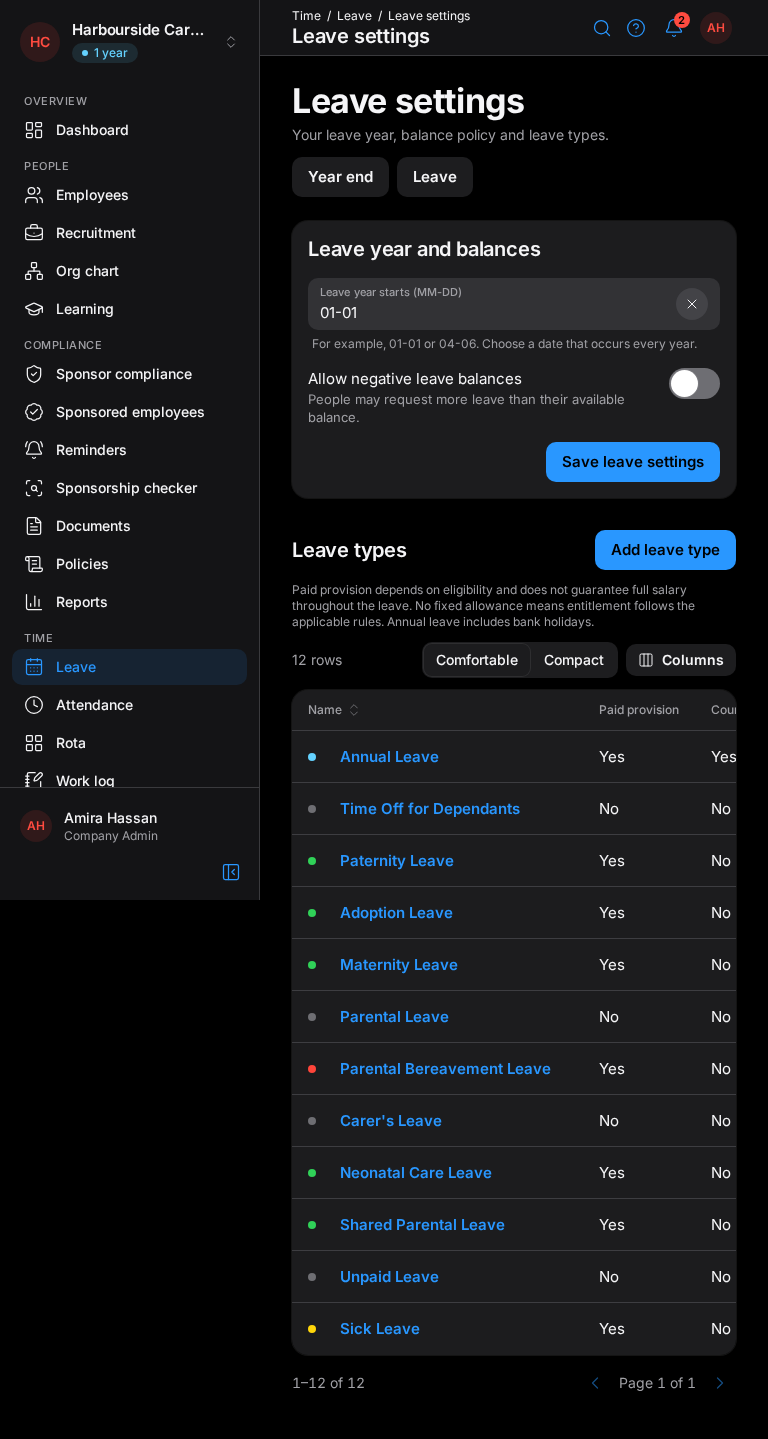 HC
Harbourside Car...
1 year
OVERVIEW
Dashboard
PEOPLE
Employees
Recruitment
Org chart
Learning
COMPLIANCE
Sponsor compliance
Sponsored employees
Reminders
Sponsorship checker
Documents
Policies
Reports
TIME
Leave
Attendance
Rota
Work log
AH
Amira Hassan
Company Admin
Time / Leave / Leave settings
Leave settings
2
AH
Leave settings
Your leave year, balance policy and leave types.
Year end Leave
Leave year and balances
Leave year starts (MM-DD)
01-01
For example, 01-01 or 04-06. Choose a date that occurs every year.
Allow negative leave balances
People may request more leave than their available
balance.
Save leave settings
Leave types
Add leave type
Paid provision depends on eligibility and does not guarantee full salary
throughout the leave. No fixed allowance means entitlement follows the
applicable rules. Annual leave includes bank holidays.
12 rows Comfortable Compact Columns
Name Paid provision
Annual Leave Yes Yes
Time Off for Dependants No No
Paternity Leave Yes No
Adoption Leave Yes No
Maternity Leave Yes No
Parental Leave No No
Parental Bereavement Leave Yes No
Carer's Leave No No
Neonatal Care Leave Yes No
Shared Parental Leave Yes No
Unpaid Leave No No
Sick Leave Yes No
1–12 of 12 Page 1 of 1